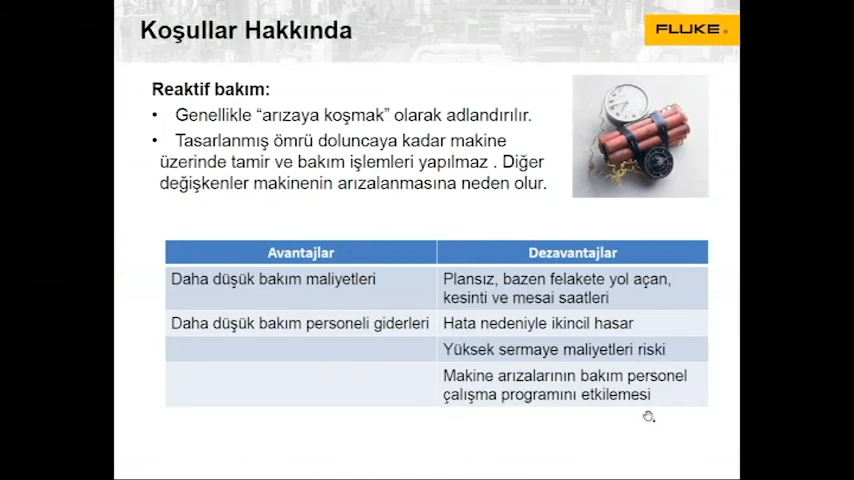 Koşullar Hakkında
FLUKE®
Reaktif bakım:
• Genellikle “arızaya koşmak” olarak adlandırılır.
• Tasarlanmış ömrü doluncaya kadar makine
üzerinde tamir ve bakım işlemleri yapılmaz . Diğer
değişkenler makinenin arızalanmasına neden olur.
Avantajlar
Dezavantajlar
Daha düşük bakım maliyetleri
Plansız, bazen felakete yol açan,
kesinti ve mesai saatleri
Daha düşük bakım personeli giderleri
Hata nedeniyle ikincil hasar
Yüksek sermaye maliyetleri riski
Makine arızalarının bakım personel
çalışma programını etkilemesi